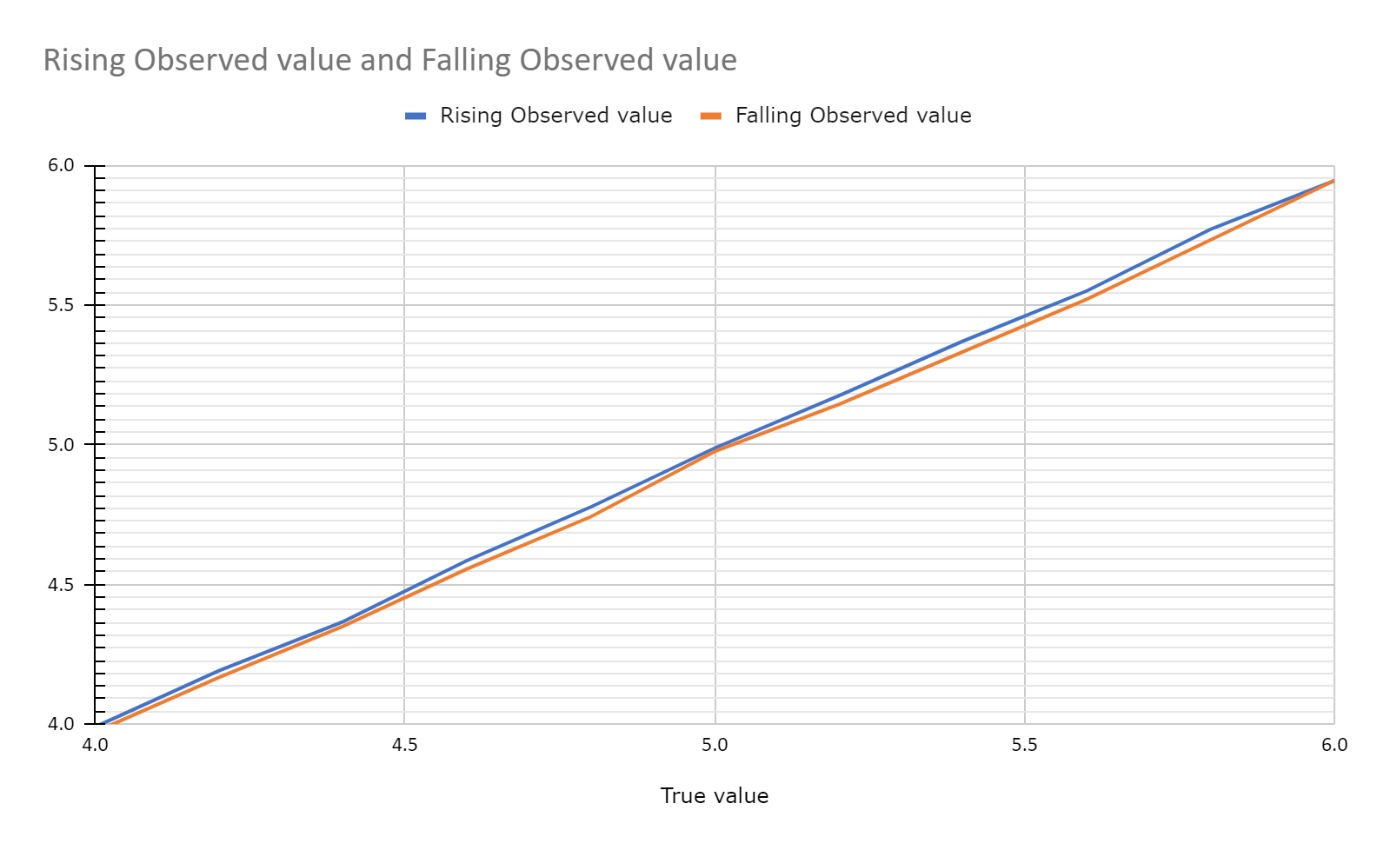 Rising Observed value and Falling Observed value
Rising Observed value Falling Observed value
6.0
5.5
5.0
4.5
4.0
4.0 4.5 5.0 5.5 6.0
True value